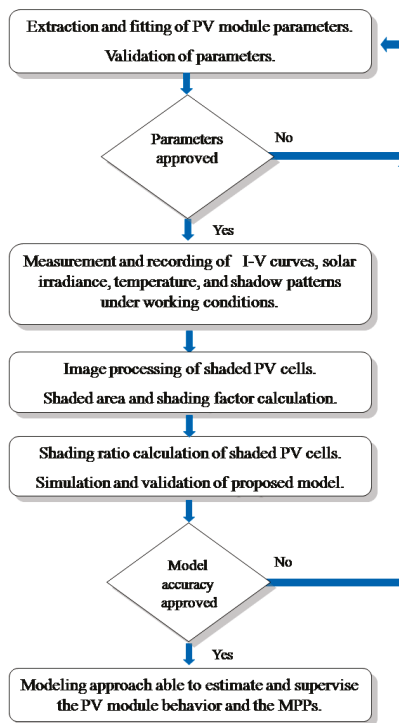 Extraction and fitting of PV module parameters.
Validation of parameters.
Parameters
approved
No
Yes
Measurement and recording of I-V curves, solar
irradiance, temperature, and shadow patterns
under working conditions.
Image processing of shaded PV cells.
Shaded area and shading factor calculation.
Shading ratio calculation of shaded PV cells.
Simulation and validation of proposed model.
Model
accuracy
approved
No
Yes
Modeling approach able to estimate and supervise
the PV module behavior and the MPPs.